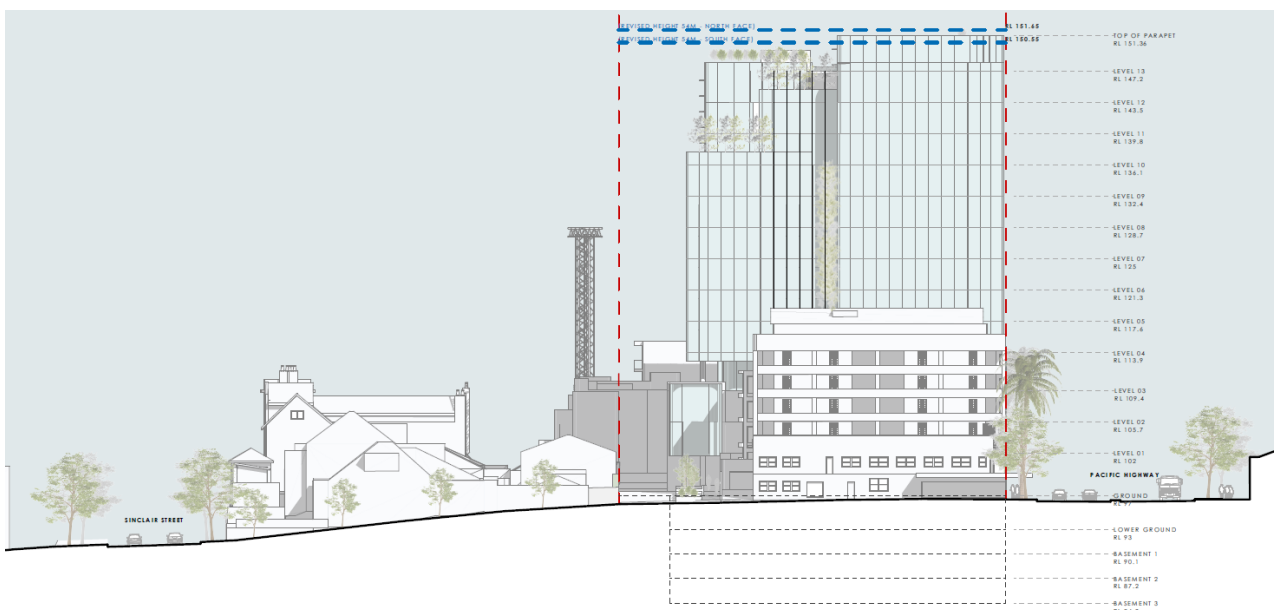 (REVISED HEIGHT 54M - NORTH FACE)
RL 151.65
(REVISED HEIGHT 54M - SOUTH FACE)
RL 150.55
TOP OF PARAPET
RL 151.36
LEVEL 13
RL 147.2
LEVEL 12
RL 143.5
LEVEL 11
RL 139.8
LEVEL 10
RL 136.1
LEVEL 09
RL 132.4
LEVEL 08
RL 128.7
LEVEL 07
RL 125
LEVEL 06
RL 121.3
LEVEL 05
RL 117.6
LEVEL 04
RL 113.9
LEVEL 03
RL 109.4
LEVEL 02
RL 105.7
LEVEL 01
RL 102
PACIFIC HIGHWAY
GROUND
RL 97
SINCLAIR STREET
LOWER GROUND
RL 93
BASEMENT 1
RL 90.1
BASEMENT 2
RL 87.2
BASEMENT 3